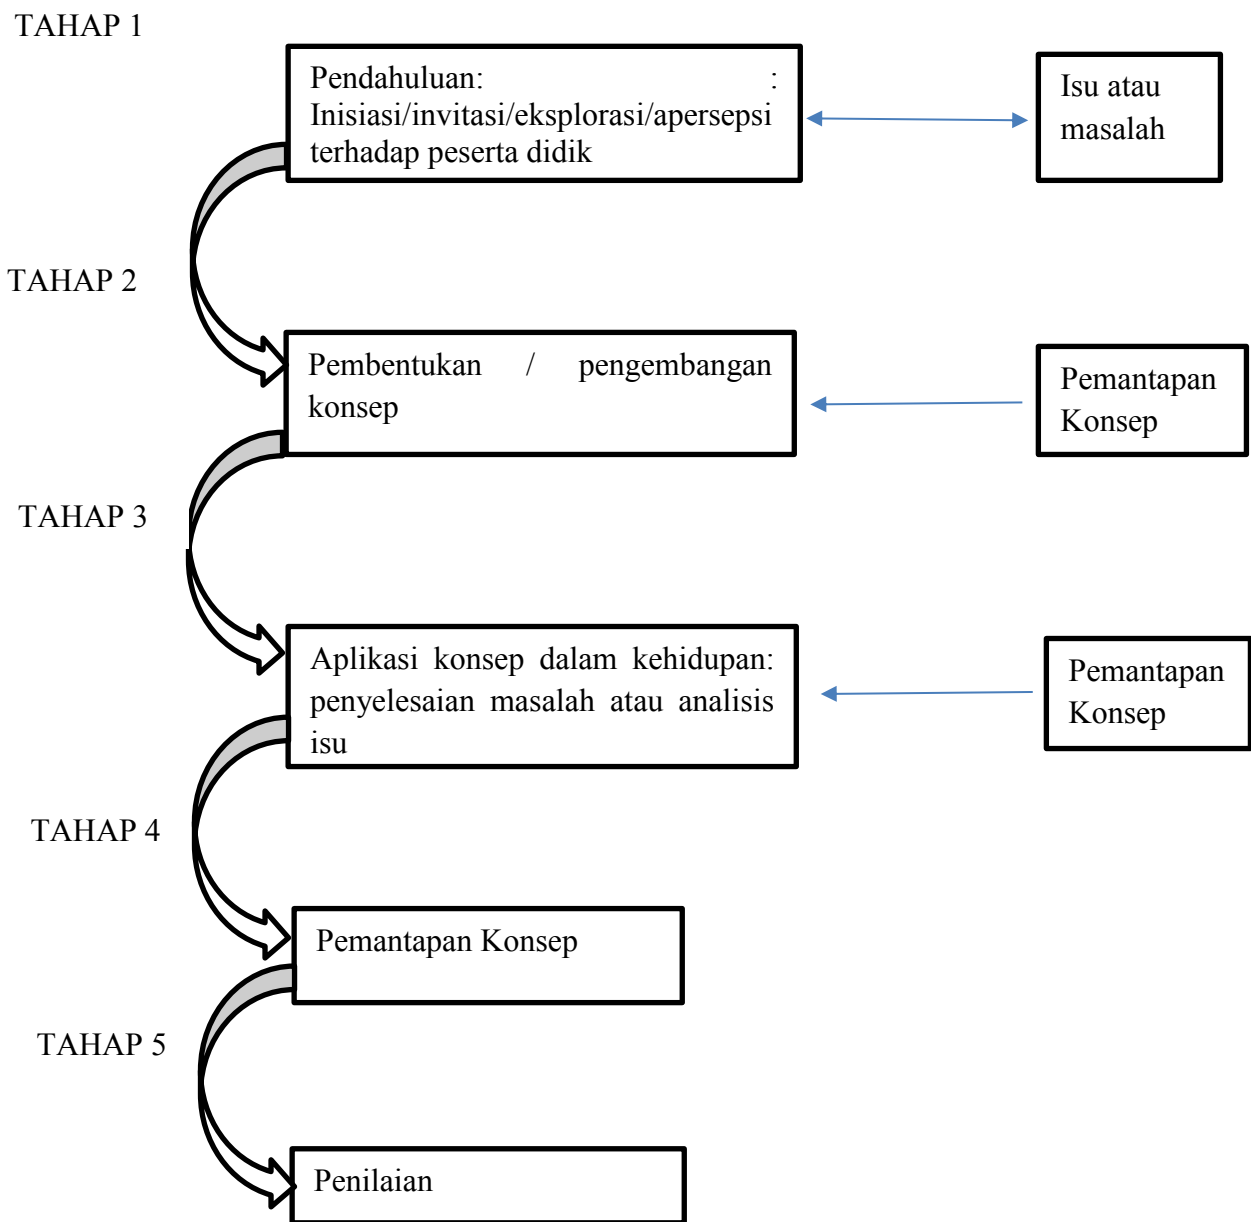 TAHAP 1
Pendahuluan: :
Inisiasi/invitasi/eksplorasi/apersepsi
terhadap peserta didik
Isu atau
masalah
TAHAP 2
Pembentukan / pengembangan
konsep
Pemantapan
Konsep
TAHAP 3
Aplikasi konsep dalam kehidupan:
penyelesaian masalah atau analisis
isu
Pemantapan
Konsep
TAHAP 4
Pemantapan Konsep
TAHAP 5
Penilaian